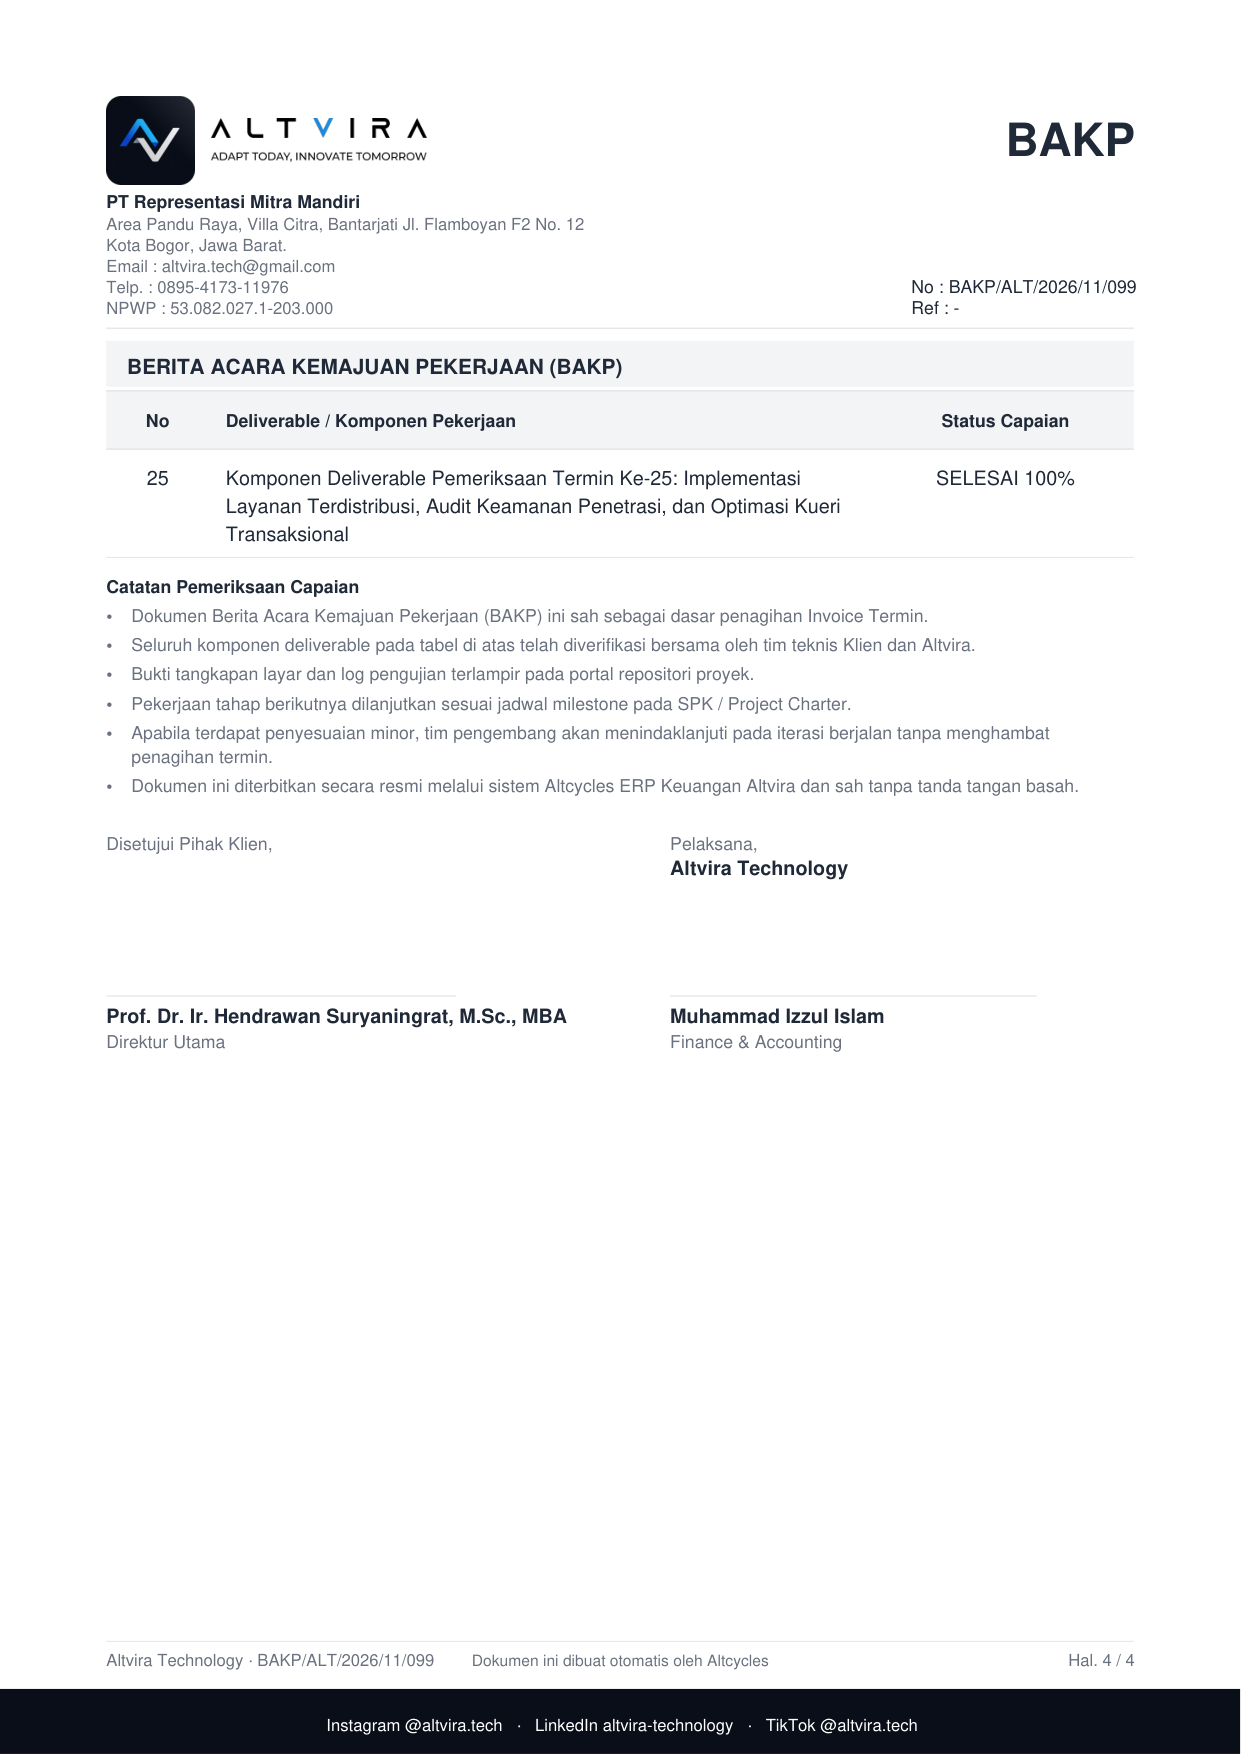 ALTVIRA
ADAPT TODAY, INNOVATE TOMORROW
BAKP
PT Representasi Mitra Mandiri
Area Pandu Raya, Villa Citra, Bantarjati Jl. Flamboyan F2 No. 12
Kota Bogor, Jawa Barat.
Email : altvira.tech@gmail.com
Telp. : 0895-4173-11976
NPWP : 53.082.027.1-203.000
No : BAKP/ALT/2026/11/099
Ref : -
BERITA ACARA KEMAJUAN PEKERJAAN (BAKP)
No Deliverable / Komponen Pekerjaan Status Capaian
25 Komponen Deliverable Pemeriksaan Termin Ke-25: Implementasi SELESAI 100%
Layanan Terdistribusi, Audit Keamanan Penetrasi, dan Optimasi Kueri
Transaksional
Catatan Pemeriksaan Capaian
• Dokumen Berita Acara Kemajuan Pekerjaan (BAKP) ini sah sebagai dasar penagihan Invoice Termin.
• Seluruh komponen deliverable pada tabel di atas telah diverifikasi bersama oleh tim teknis Klien dan Altvira.
• Bukti tangkapan layar dan log pengujian terlampir pada portal repositori proyek.
• Pekerjaan tahap berikutnya dilanjutkan sesuai jadwal milestone pada SPK / Project Charter.
• Apabila terdapat penyesuaian minor, tim pengembang akan menindaklanjuti pada iterasi berjalan tanpa menghambat
penagihan termin.
• Dokumen ini diterbitkan secara resmi melalui sistem Altcycles ERP Keuangan Altvira dan sah tanpa tanda tangan basah.
Disetujui Pihak Klien,
Pelaksana,
Altvira Technology
Prof. Dr. Ir. Hendrawan Suryaningrat, M.Sc., MBA
Direktur Utama
Muhammad Izzul Islam
Finance & Accounting
Altvira Technology · BAKP/ALT/2026/11/099 Dokumen ini dibuat otomatis oleh Altcycles Hal. 4 / 4
Instagram @altvira.tech · LinkedIn altvira-technology · TikTok @altvira.tech